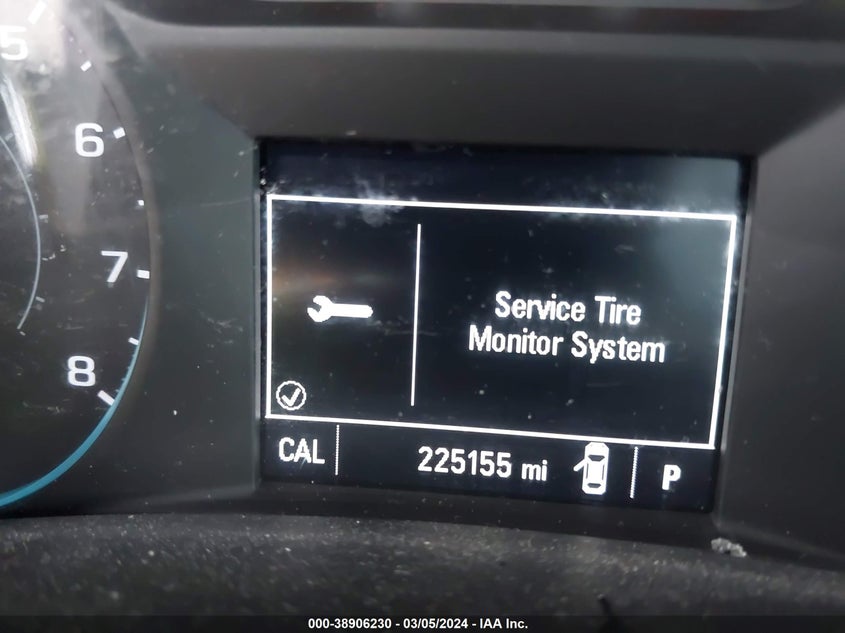 5
6
7
8
Service Tire
Monitor System
CAL
225155 mi
P
000-38906230 - 03/05/2024 - IAA Inc.